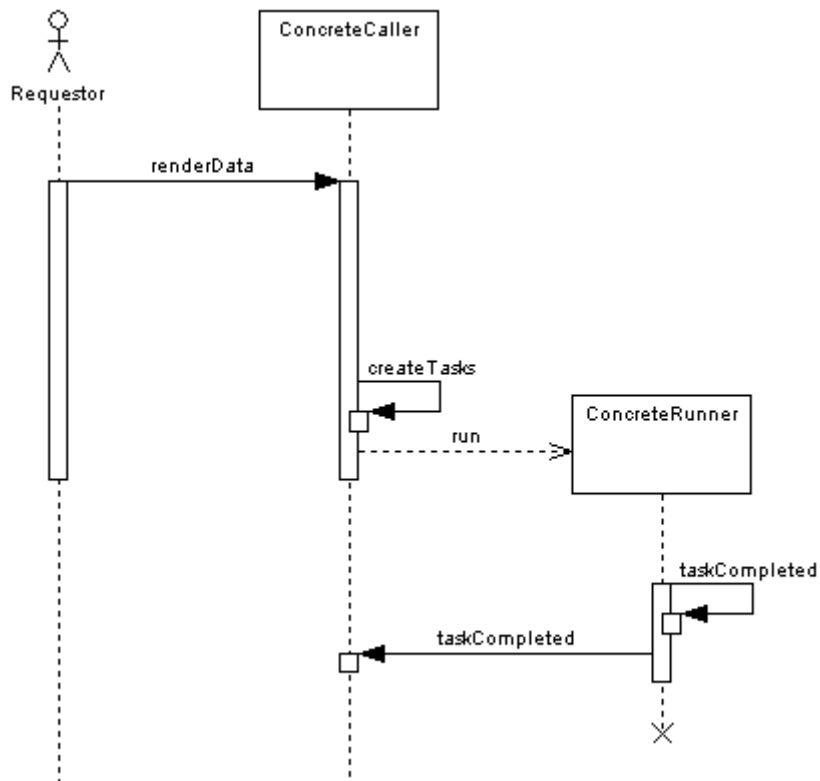 ConcreteCaller
Requestor
renderData
createTasks
ConcreteRunner
run
taskCompleted
taskCompleted